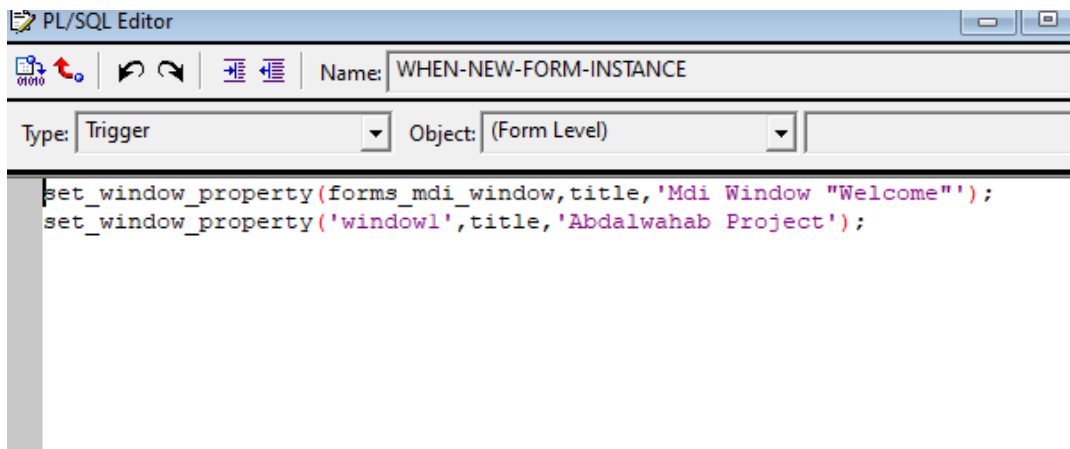 PL/SQL Editor
Name: WHEN-NEW-FORM-INSTANCE
Type: Trigger Object: (Form Level)
set_window_property(forms_mdi_window,title,'Mdi Window "Welcome"');
set_window_property('window1',title,'Abdalwahab Project');